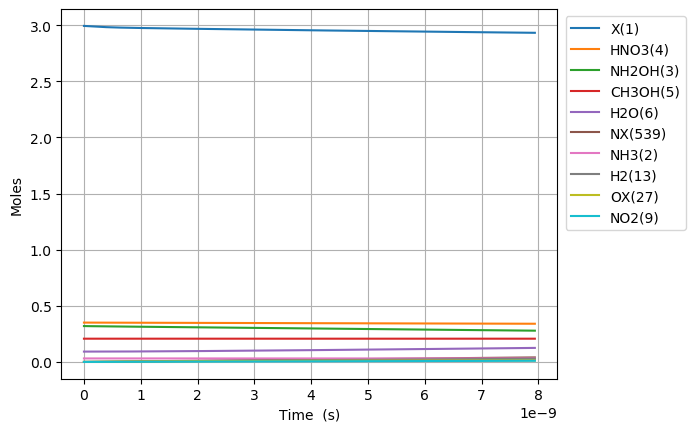 3.0
2.5
2.0
1.5
1.0
0.5
0.0
Moles
0 1 2 3 4 5 6 7 8
1e−9
Time (s)
X(1)
HNO3(4)
NH2OH(3)
CH3OH(5)
H2O(6)
NX(539)
NH3(2)
H2(13)
OX(27)
NO2(9)